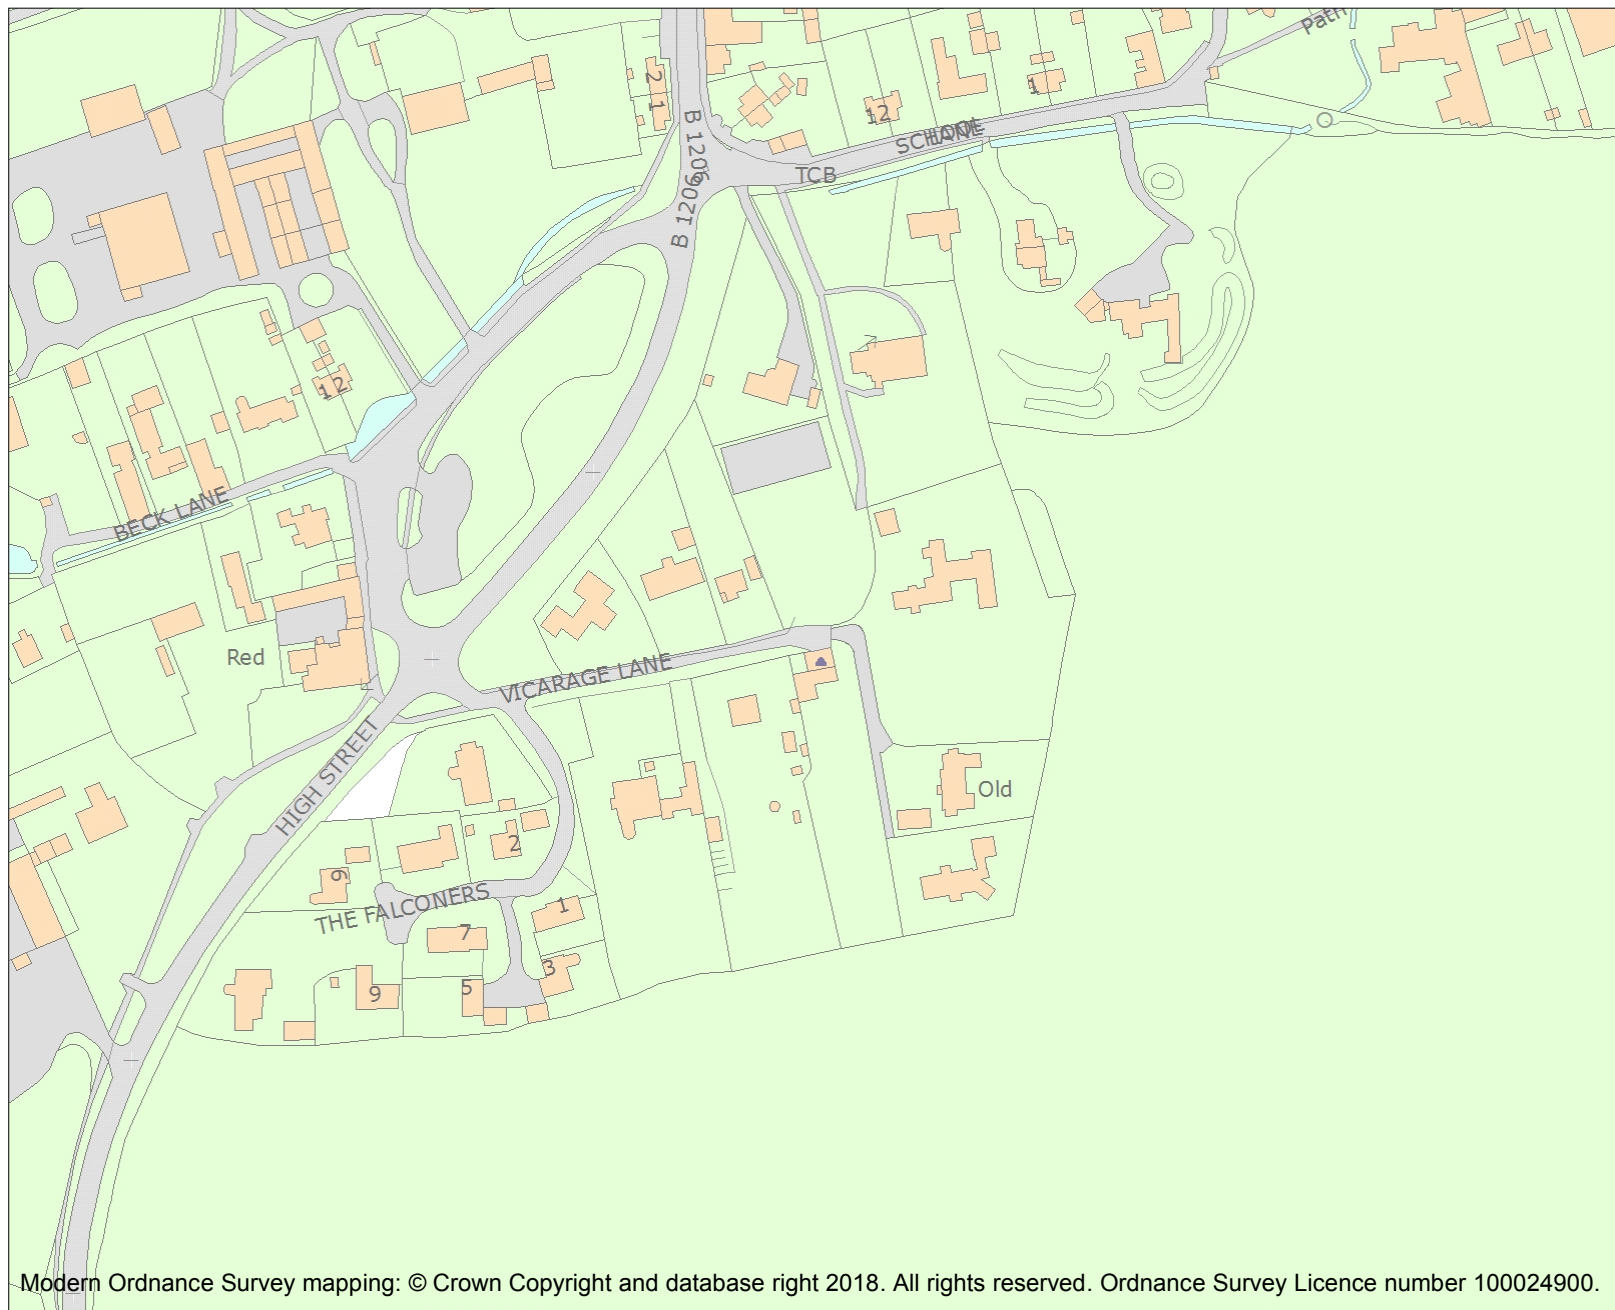 Path
2
1
1
12
B 1206
SCHOOL
LANE
TCB
B 1206
12
BECK LANE
Red
VICARAGE LANE
HIGH STREET
Old
2
6
THE FALCONERS
1
7
3
5
9
Modern Ordnance Survey mapping: © Crown Copyright and database right 2018. All rights reserved. Ordnance Survey Licence number 100024900.